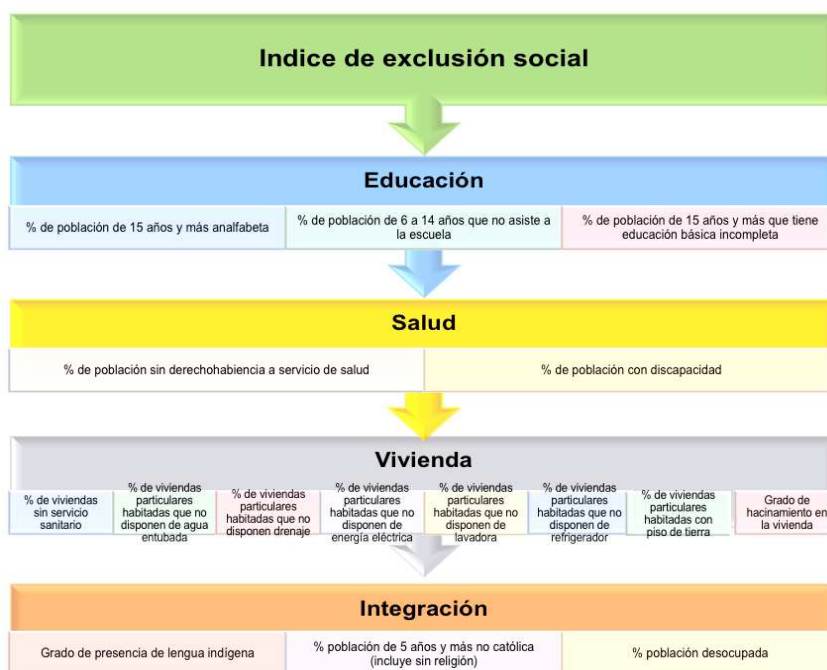 Indice de exclusión social
Educación
% de población de 15 años y más analfabeta
% de población de 6 a 14 años que no asiste a
la escuela
% de población de 15 años y más que tiene
educación básica incompleta
Salud
% de población sin derechohabiencia a servicio de salud
% de población con discapacidad
Vivienda
% de viviendas
sin servicio
sanitario
% de viviendas
particulares
habitadas que no
disponen de agua
entubada
% de viviendas
particulares
habitadas que no
disponen drenaje
% de viviendas
particulares
habitadas que no
disponen de
energía eléctrica
% de viviendas
particulares
habitadas que no
disponen de
lavadora
% de viviendas
particulares
habitadas que no
disponen de
refrigerador
% de viviendas
particulares
habitadas con
piso de tierra
Grado de
hacinamiento en
la vivienda
Integración
Grado de presencia de lengua indígena
% población de 5 años y más no católica
(incluye sin religión)
% población desocupada